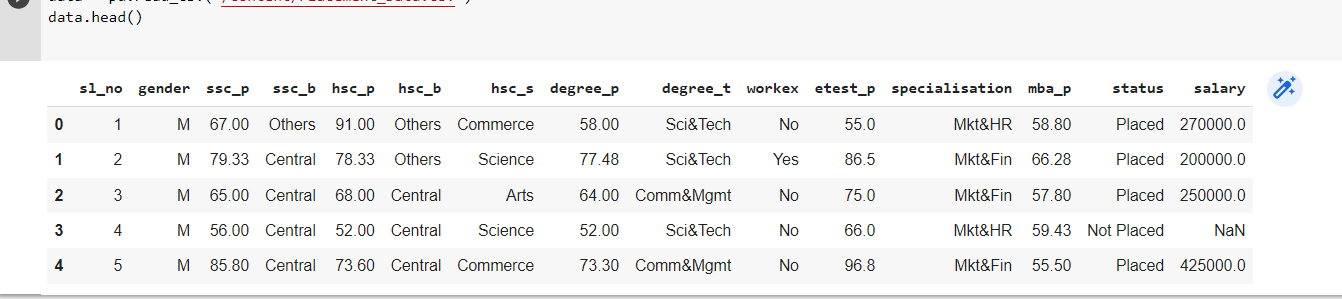 data.head()
sl_no gender ssc_p ssc_b hsc_p hsc_b hsc_s degree_p degree_t workex etest_p specialisation mba_p status salary
0 1 M 67.00 Others 91.00 Others Commerce 58.00 Sci&Tech No 55.0 Mkt&HR 58.80 Placed 270000.0
1 2 M 79.33 Central 78.33 Others Science 77.48 Sci&Tech Yes 86.5 Mkt&Fin 66.28 Placed 200000.0
2 3 M 65.00 Central 68.00 Central Arts 64.00 Comm&Mgmt No 75.0 Mkt&Fin 57.80 Placed 250000.0
3 4 M 56.00 Central 52.00 Central Science 52.00 Sci&Tech No 66.0 Mkt&HR 59.43 Not Placed NaN
4 5 M 85.80 Central 73.60 Central Commerce 73.30 Comm&Mgmt No 96.8 Mkt&Fin 55.50 Placed 425000.0